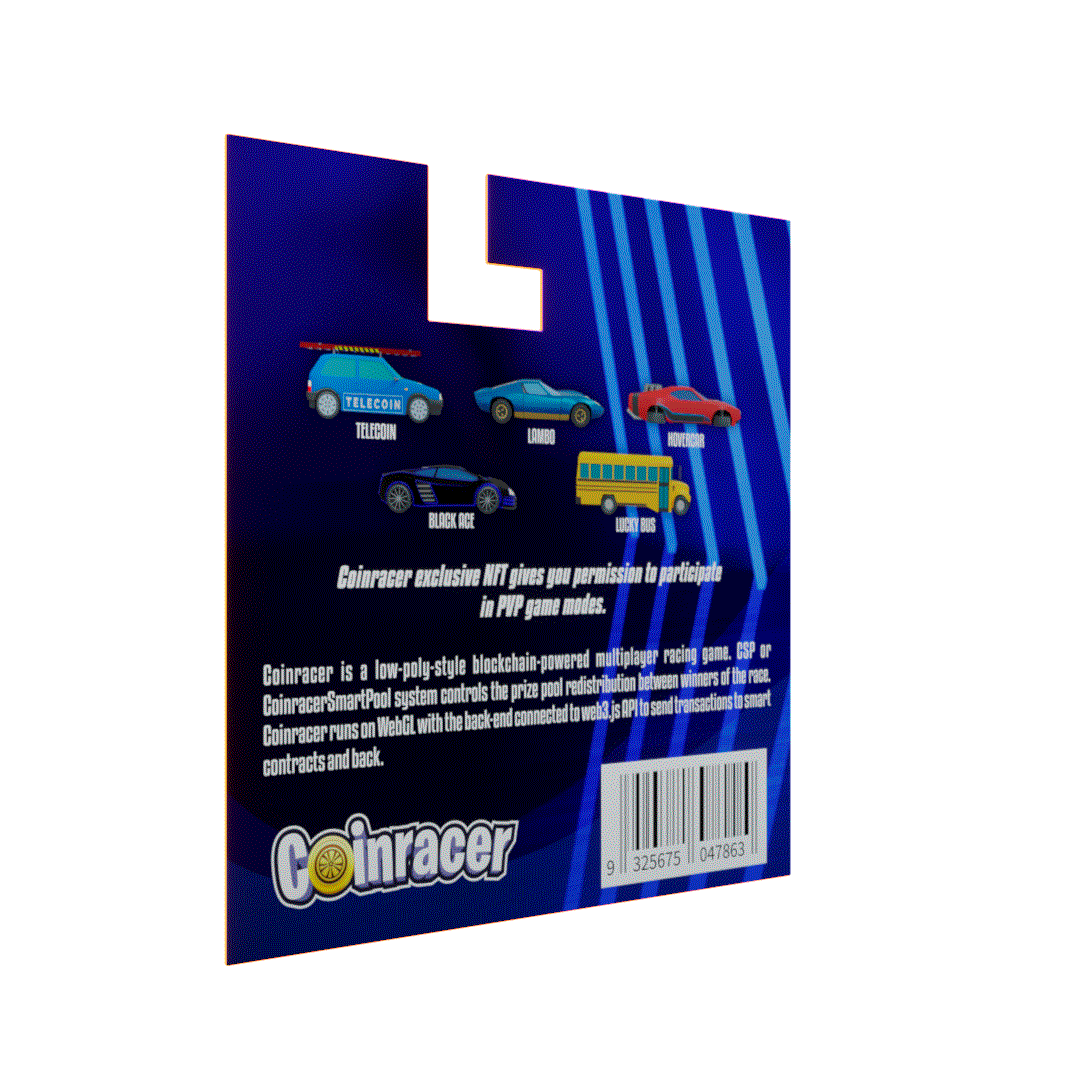 TELECOIN
TELECOIN
LAMBO
HOVERCAR
BLACK ACE
LUCKY BUS
Coinracer exclusive NFT gives you permission to participate
in PVP game modes.
Coinracer is a low-poly-style blockchain-powered multiplayer racing game. CSP or
CoinracerSmartPool system controls the prize pool redistribution between winners of the race.
Coinracer runs on WebGL with the back-end connected to web3.js API to send transactions to smart
contracts and back.
Coinracer
9 325675 047863